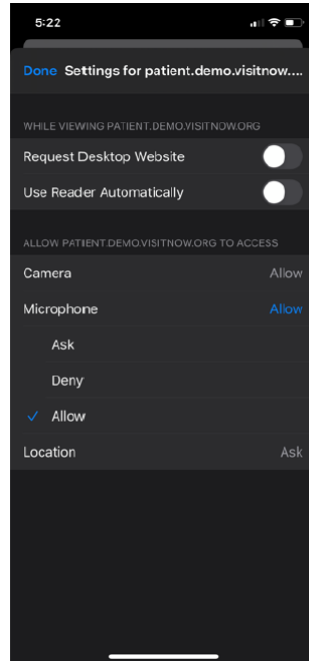 5:22
Done Settings for patient.demo.visitnow....
WHILE VIEWING PATIENT.DEMO.VISITNOW.ORG
Request Desktop Website
Use Reader Automatically
ALLOW PATIENT.DEMO.VISITNOW.ORG TO ACCESS
Camera Allow
Microphone Allow
Ask
Deny
Allow
Location Ask